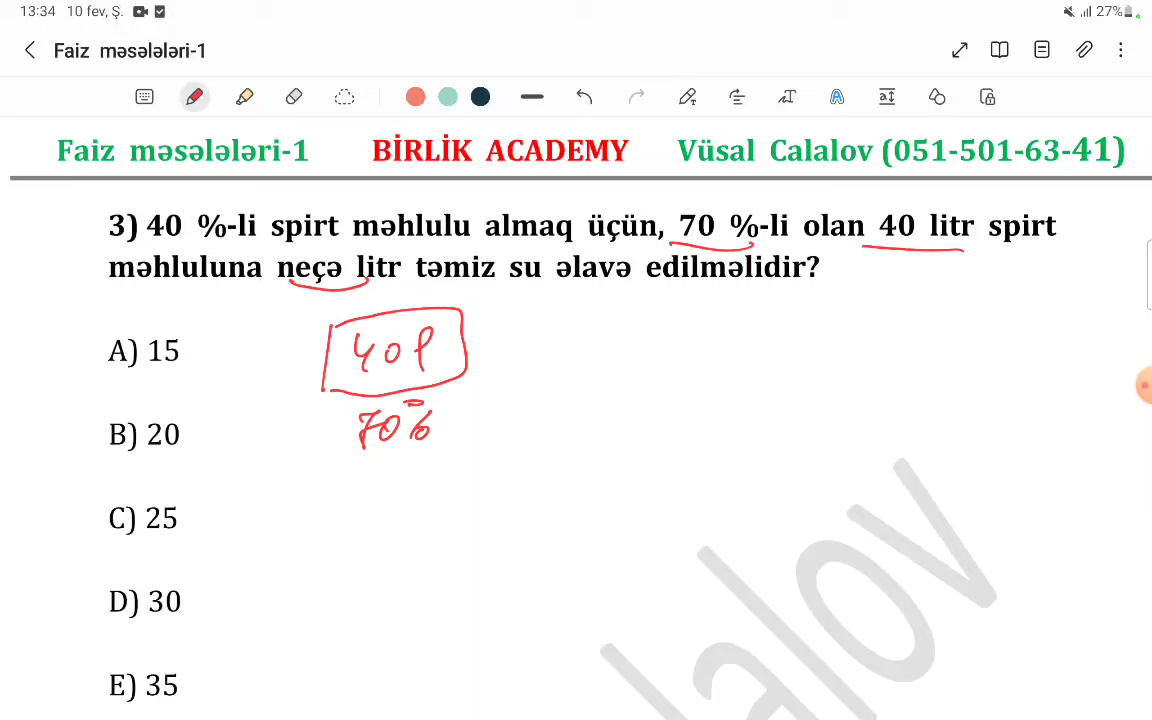 13:34 10 fev, Ş. 27%
Faiz məsələləri-1
Faiz məsələləri-1 BİRLİK ACADEMY Vüsal Calalov (051-501-63-41)
3) 40 %-li spirt məhlulu almaq üçün, 70 %-li olan 40 litr spirt
məhluluna neçə litr təmiz su əlavə edilməlidir?
A) 15
40l
70%
B) 20
C) 25
D) 30
E) 35
alalov